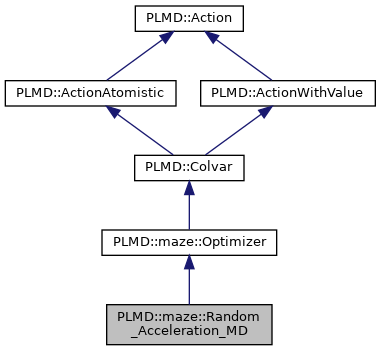 PLMD::Action
PLMD::ActionAtomistic
PLMD::ActionWithValue
PLMD::Colvar
PLMD::maze::Optimizer
PLMD::maze::Random
_Acceleration_MD